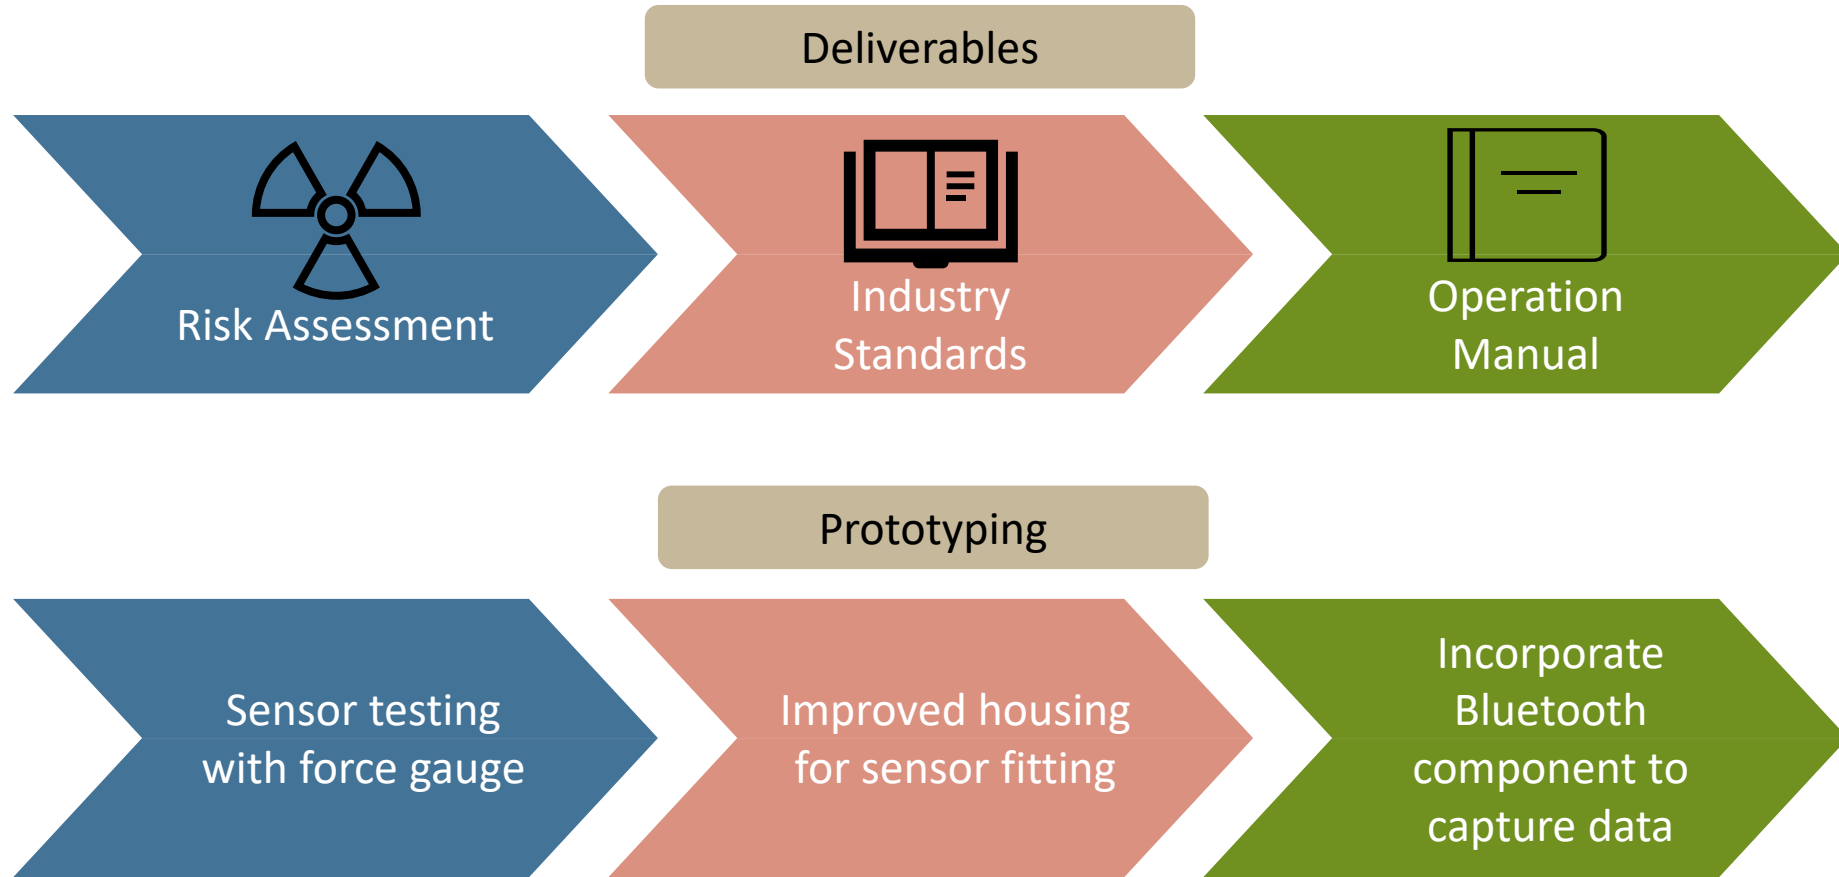 Deliverables
Risk Assessment
Industry
Standards
Operation
Manual
Prototyping
Sensor testing
with force gauge
Improved housing
for sensor fitting
Incorporate
Bluetooth
component to
capture data